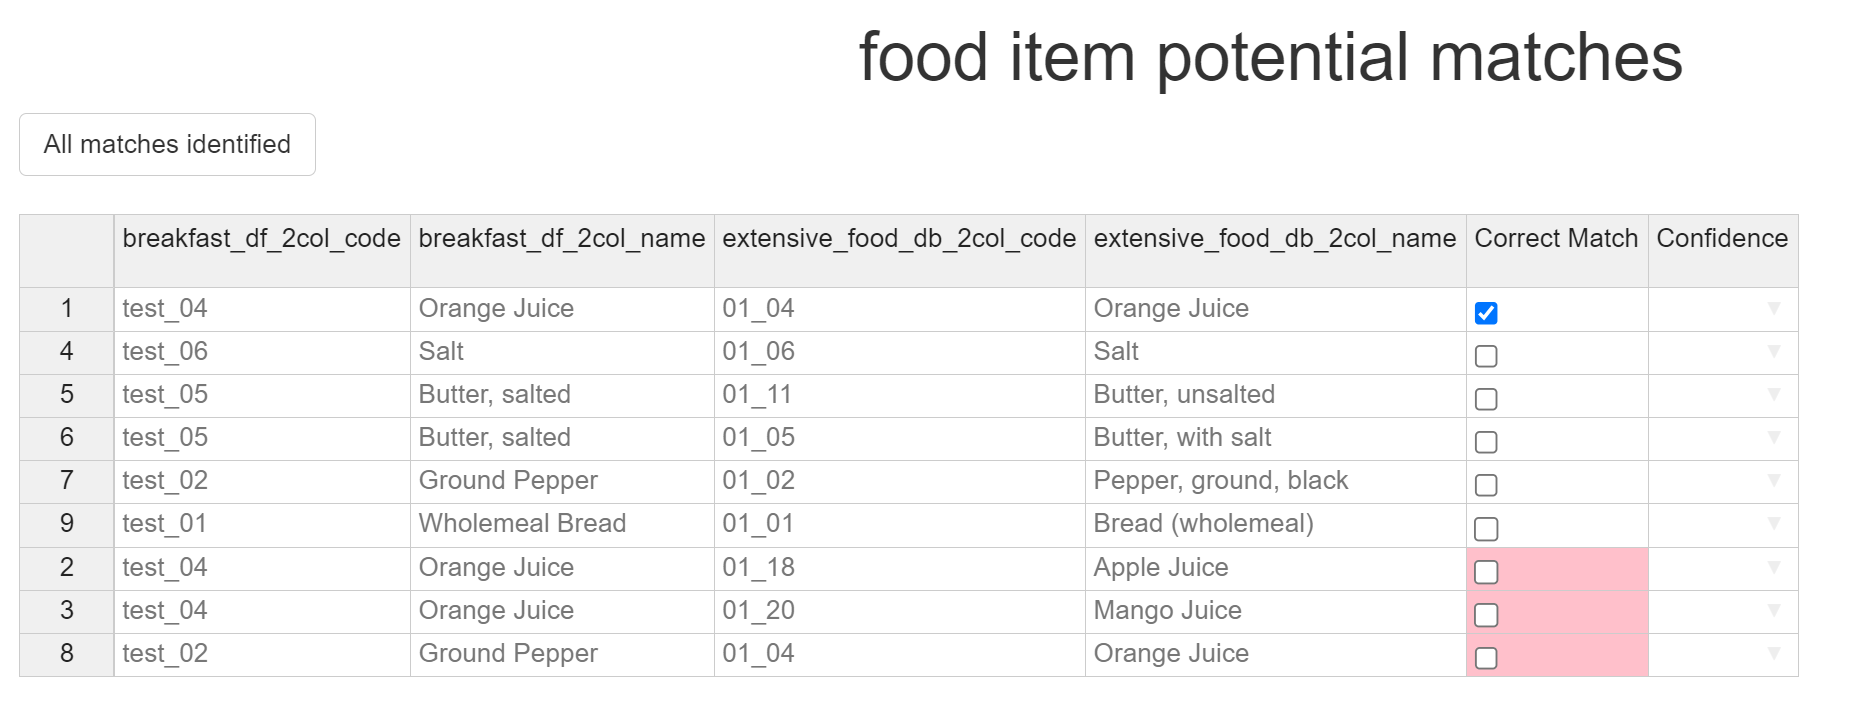 food item potential matches
All matches identified
breakfast_df_2col_code breakfast_df_2col_name extensive_food_db_2col_code extensive_food_db_2col_name Correct Match Confidence
1 test_04 Orange Juice 01_04 Orange Juice
4 test_06 Salt 01_06 Salt
5 test_05 Butter, salted 01_11 Butter, unsalted
6 test_05 Butter, salted 01_05 Butter, with salt
7 test_02 Ground Pepper 01_02 Pepper, ground, black
9 test_01 Wholemeal Bread 01_01 Bread (wholemeal)
2 test_04 Orange Juice 01_18 Apple Juice
3 test_04 Orange Juice 01_20 Mango Juice
8 test_02 Ground Pepper 01_04 Orange Juice